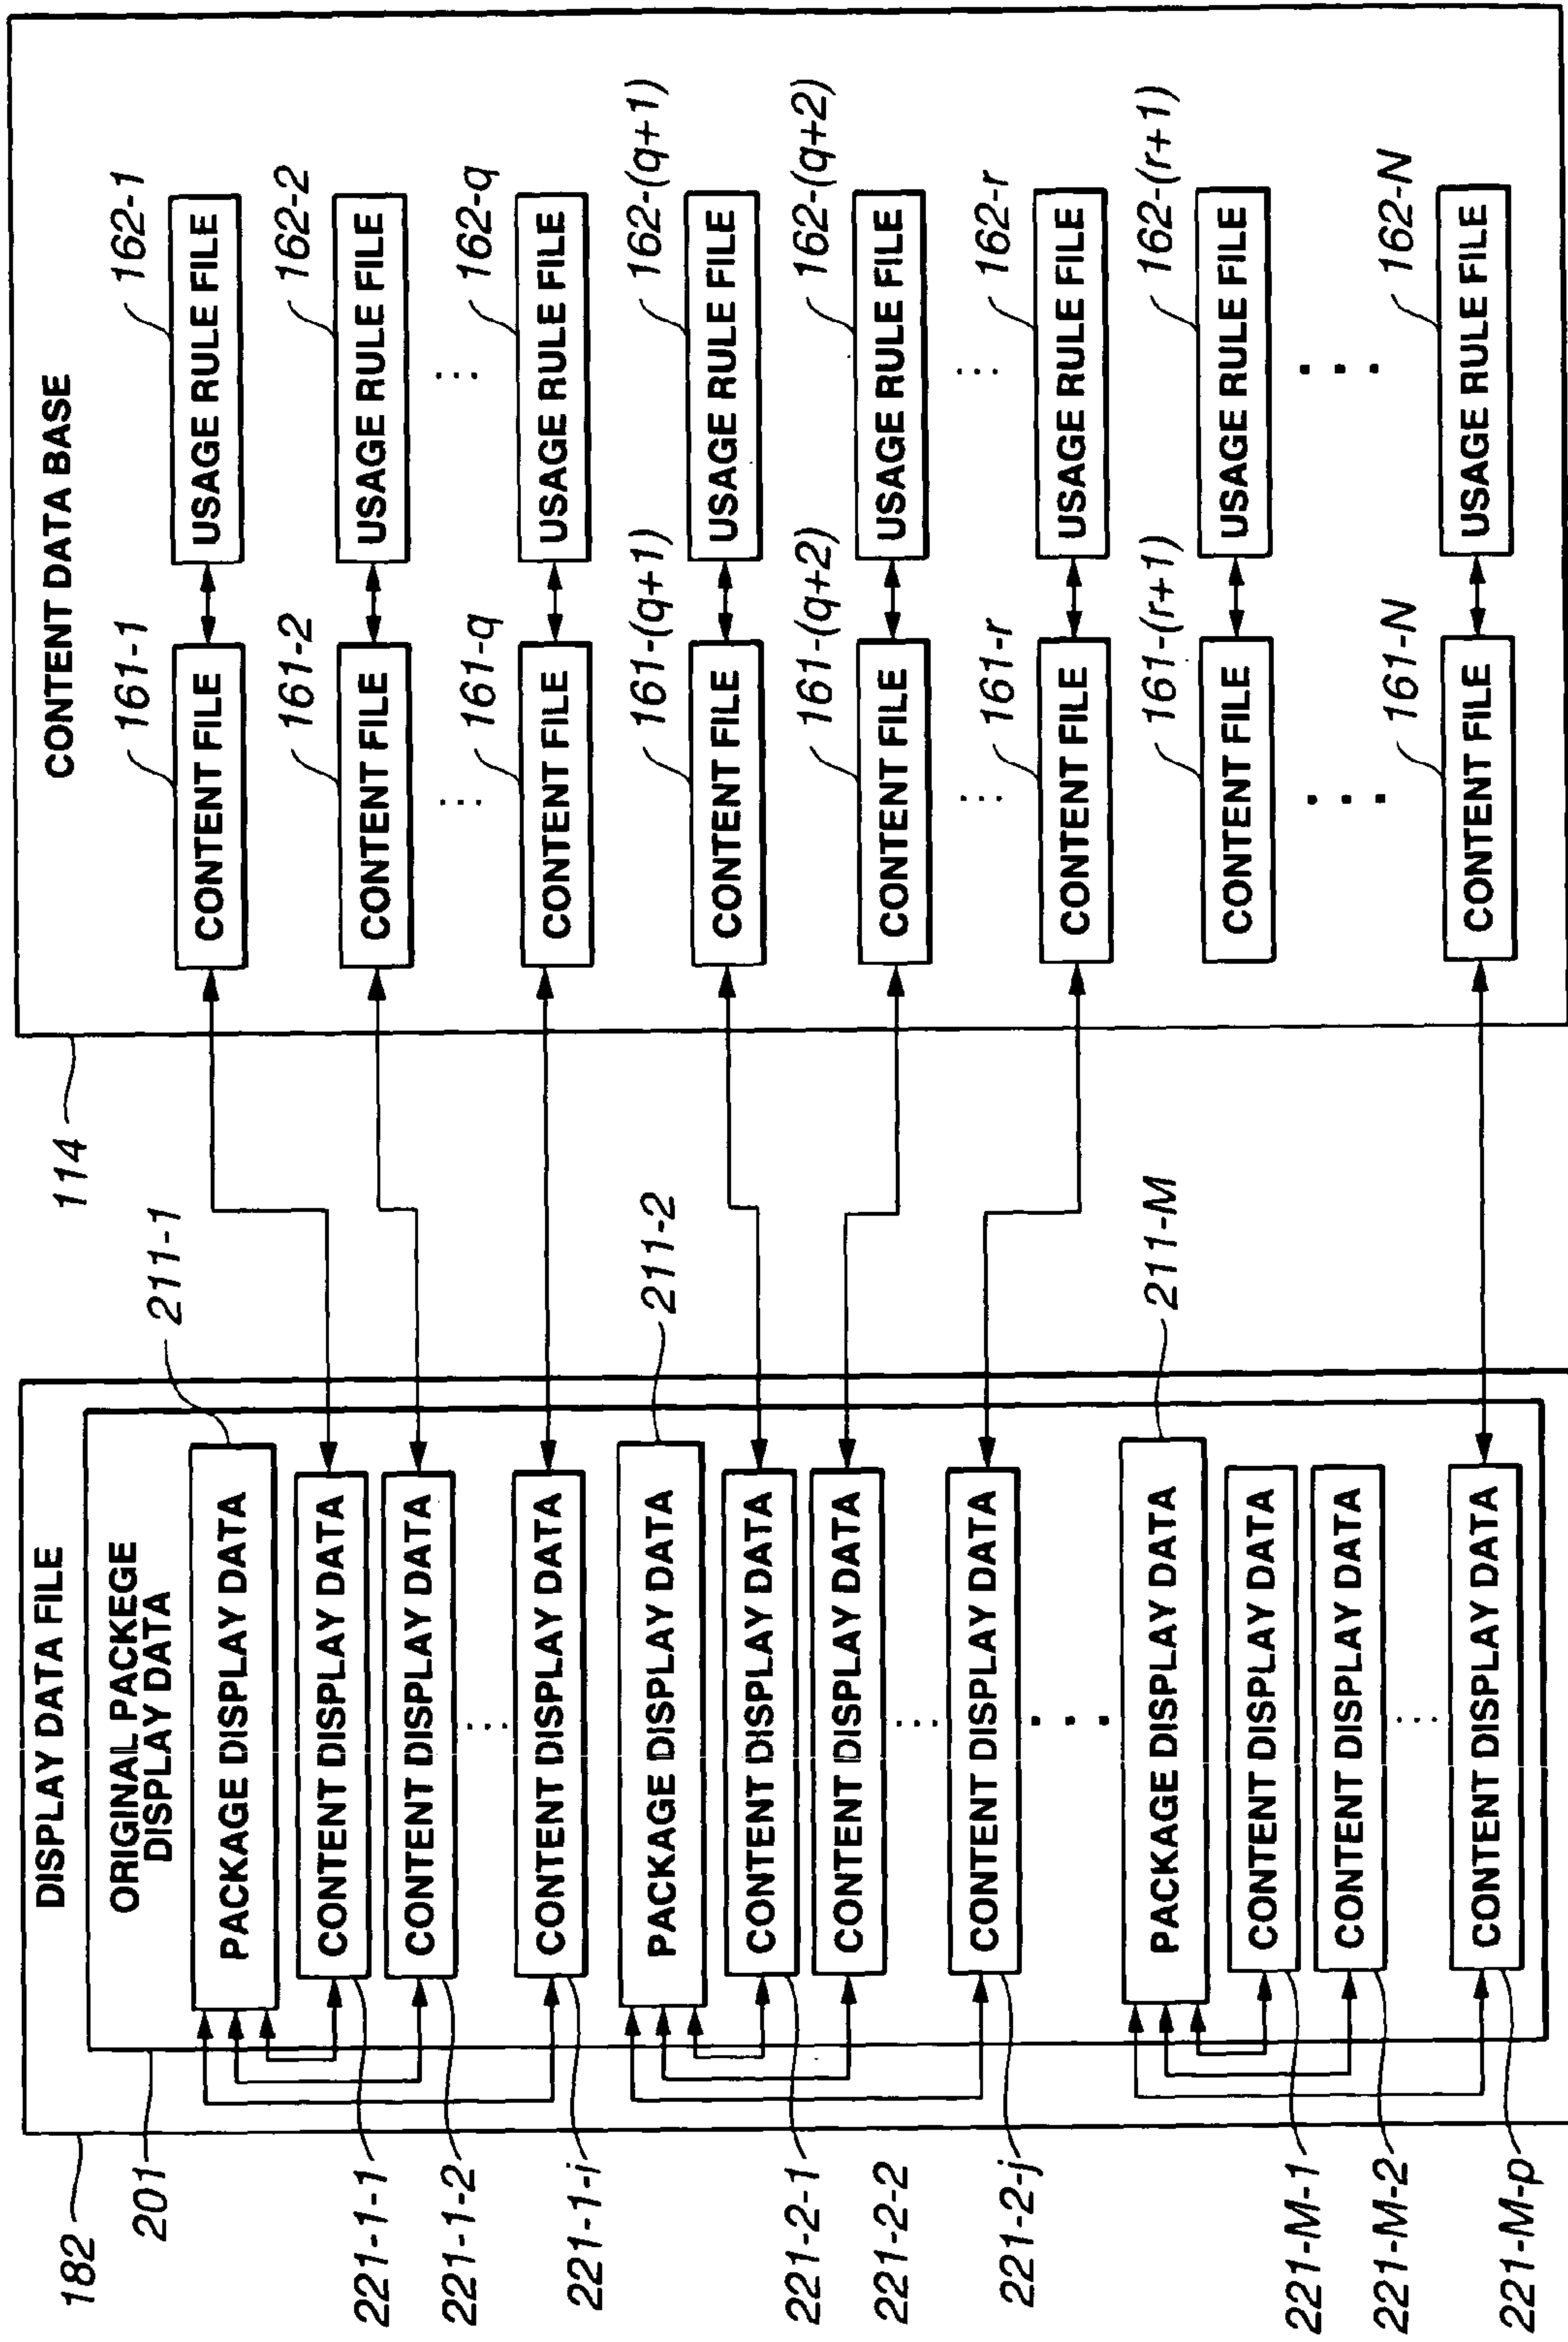 DISPLAY DATA FILE
ORIGINAL PACKEGE
DISPLAY DATA
PACKAGE DISPLAY DATA
CONTENT DISPLAY DATA
CONTENT DISPLAY DATA
...
CONTENT DISPLAY DATA
PACKAGE DISPLAY DATA
CONTENT DISPLAY DATA
CONTENT DISPLAY DATA
...
CONTENT DISPLAY DATA
...
PACKAGE DISPLAY DATA
CONTENT DISPLAY DATA
CONTENT DISPLAY DATA
...
CONTENT DISPLAY DATA
182
201
221-1-1
221-1-2
221-1-i
221-2-1
221-2-2
221-2-j
221-M-1
221-M-2
221-M-p
211-1
211-2
211-M
114
CONTENT DATA BASE
161-1
CONTENT FILE
161-2
CONTENT FILE
...
161-q
CONTENT FILE
161-(q+1)
CONTENT FILE
161-(q+2)
CONTENT FILE
...
161-r
CONTENT FILE
161-(r+1)
CONTENT FILE
...
161-N
CONTENT FILE
162-1
USAGE RULE FILE
162-2
USAGE RULE FILE
...
162-q
USAGE RULE FILE
162-(q+1)
USAGE RULE FILE
162-(q+2)
USAGE RULE FILE
...
162-r
USAGE RULE FILE
162-(r+1)
USAGE RULE FILE
...
162-N
USAGE RULE FILE